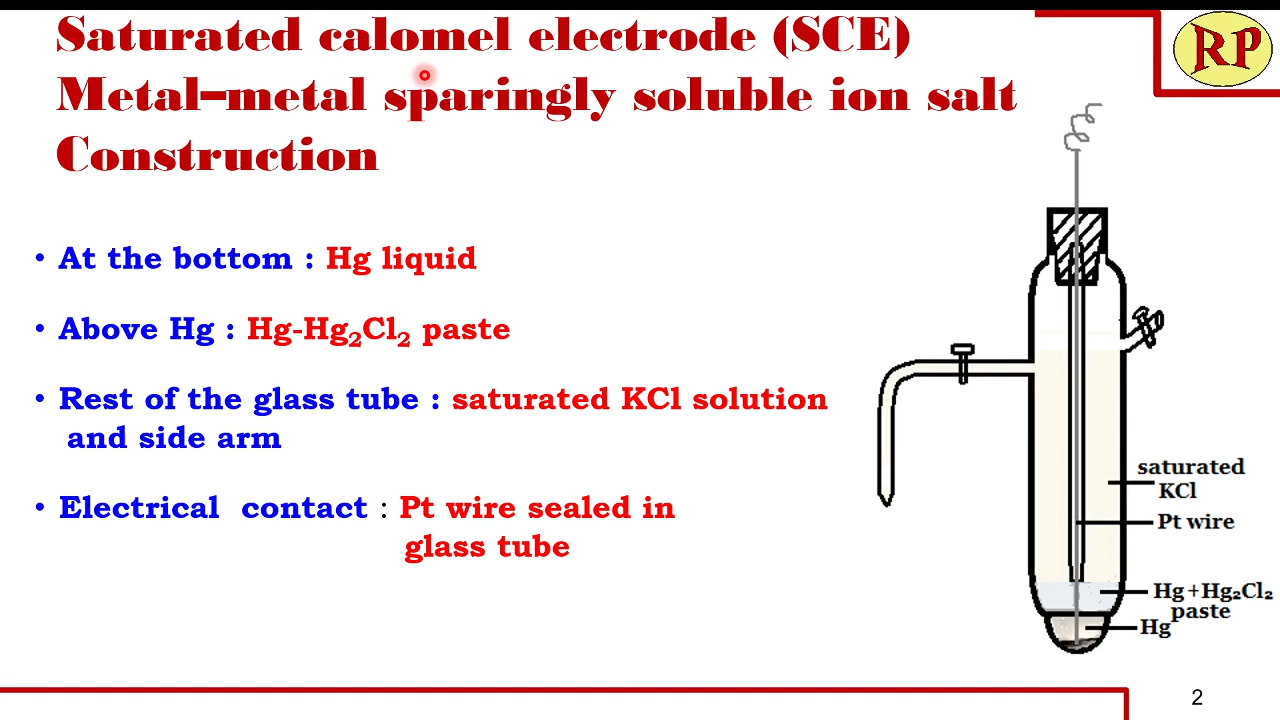 Saturated calomel electrode (SCE)
Metal–metal sparingly soluble ion salt
Construction
RP
• At the bottom : Hg liquid
• Above Hg : Hg-Hg₂Cl₂ paste
• Rest of the glass tube : saturated KCl solution
and side arm
• Electrical contact : Pt wire sealed in
glass tube
saturated
KCl
Pt wire
Hg+Hg₂Cl₂
paste
Hg
2